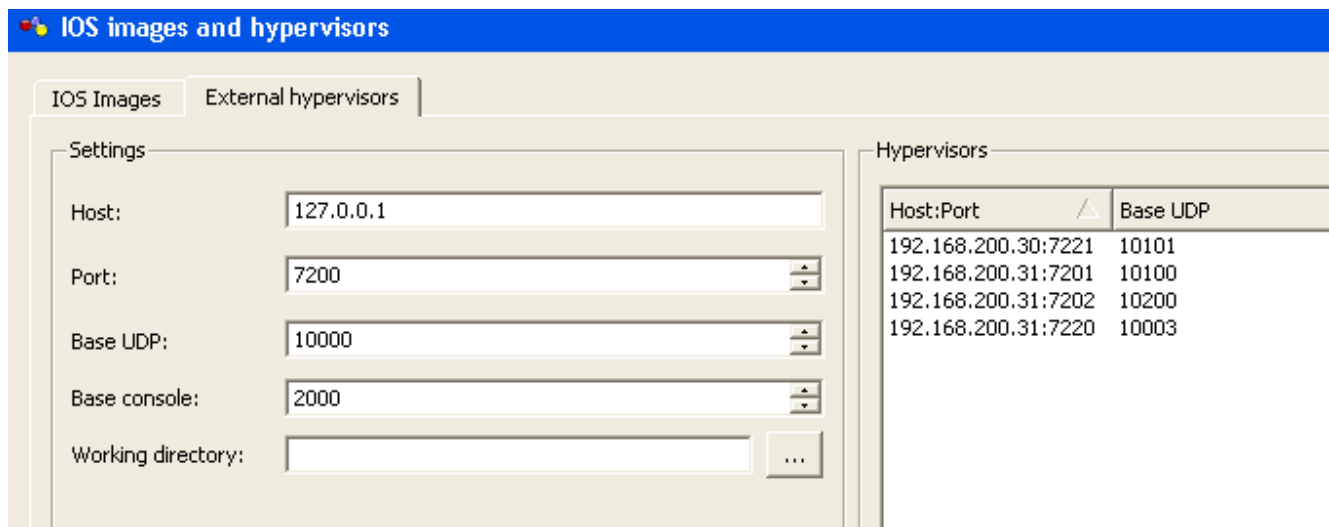 IOS images and hypervisors
IOS Images
External hypervisors
Settings
Host:
127.0.0.1
Port:
7200
Base UDP:
10000
Base console:
2000
Working directory:
...
Hypervisors
Host:Port Base UDP
192.168.200.30:7221 10101
192.168.200.31:7201 10100
192.168.200.31:7202 10200
192.168.200.31:7220 10003